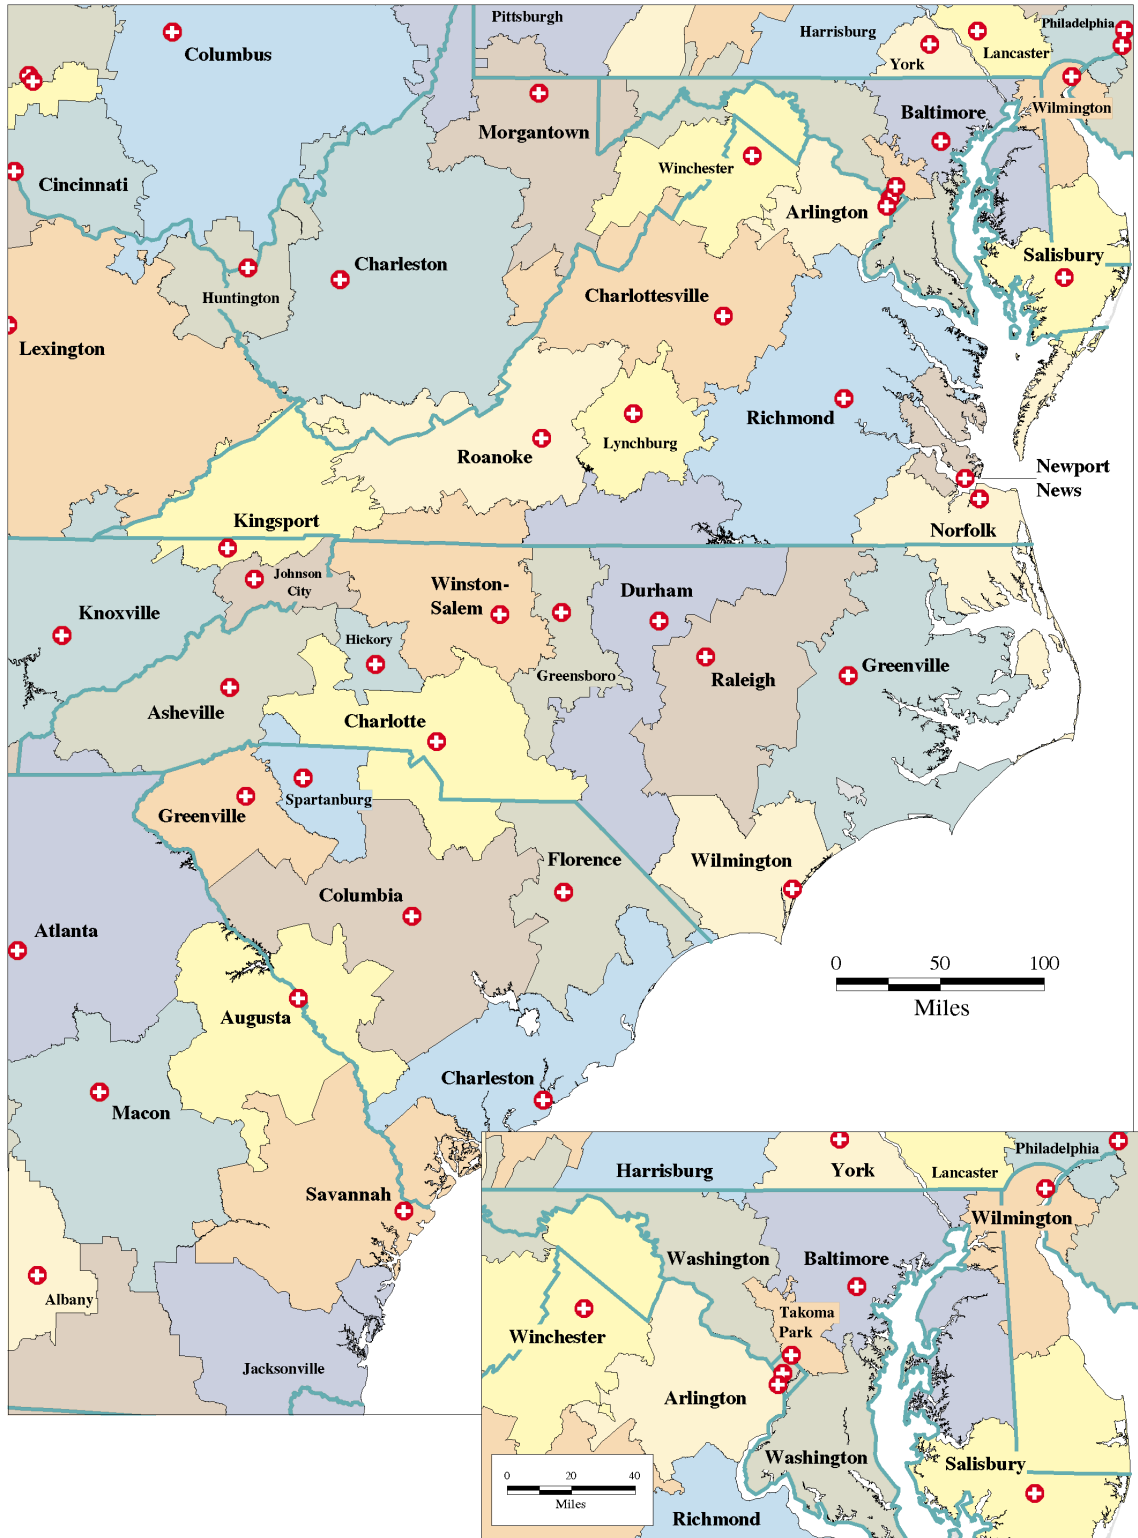 Pittsburgh
Philadelphia
Harrisburg
Columbus
Lancaster
York
Baltimore
Wilmington
Morgantown
Winchester
Cincinnati
Arlington
Salisbury
Charleston
Huntington
Charlottesville
Lexington
Richmond
Lynchburg
Roanoke
Newport
News
Kingsport
Norfolk
Johnson
City
Winston-
Salem
Durham
Knoxville
Hickory
Greenville
Greensboro
Raleigh
Asheville
Charlotte
Spartanburg
Greenville
Wilmington
Florence
Columbia
Atlanta
0 50 100
Miles
Augusta
Charleston
Macon
Savannah
Albany
Jacksonville
Philadelphia
Harrisburg
York
Lancaster
Wilmington
Washington
Baltimore
Takoma
Park
Winchester
Arlington
Washington
Salisbury
0 20 40
Miles
Richmond